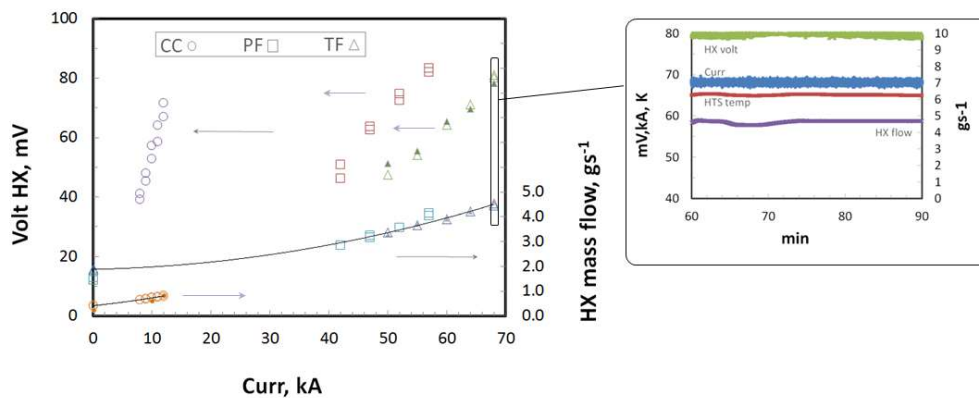 100
80
60
40
20
0
Volt HX, mV
CC PF TF
5.0
4.0
3.0
2.0
1.0
0.0
HX mass flow, gs-1
0 10 20 30 40 50 60 70
Curr, kA
80
70
60
50
40
mV,kA, K
HX volt
Curr
HTS temp
HX flow
10
9
8
7
6
5
4
3
2
1
0
gs-1
60 70 80 90
min